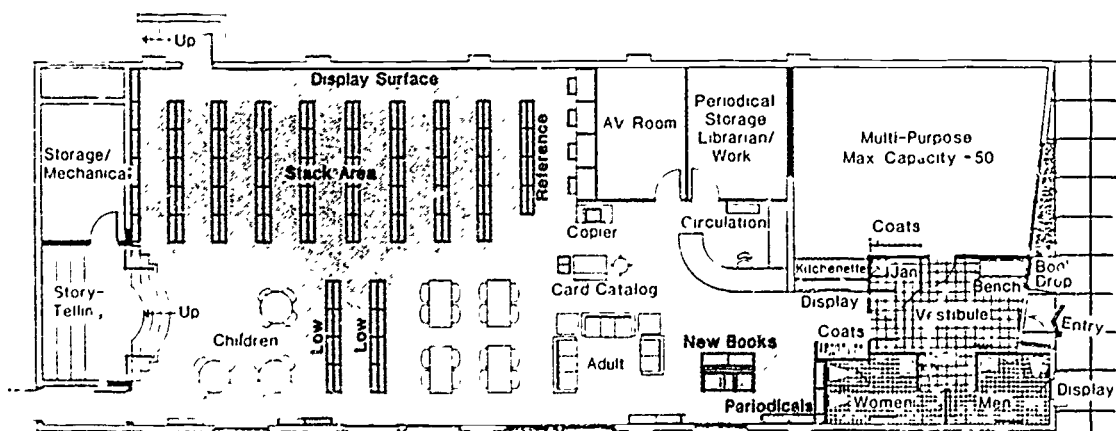 Up
Display Surface
Storage/
Mechanical
Stack Area
Reference
AV Room
Periodical
Storage
Librarian/
Work
Multi-Purpose
Max Capacity - 50
Copier
Circulation
Coats
Kitchenette
Jan
Bench
Drop
Card Catalog
Display
Vestibule
Entry
Story-
Up
Children
Low
Low
Adult
New Books
Coats
Periodicals
Women
Men
Display